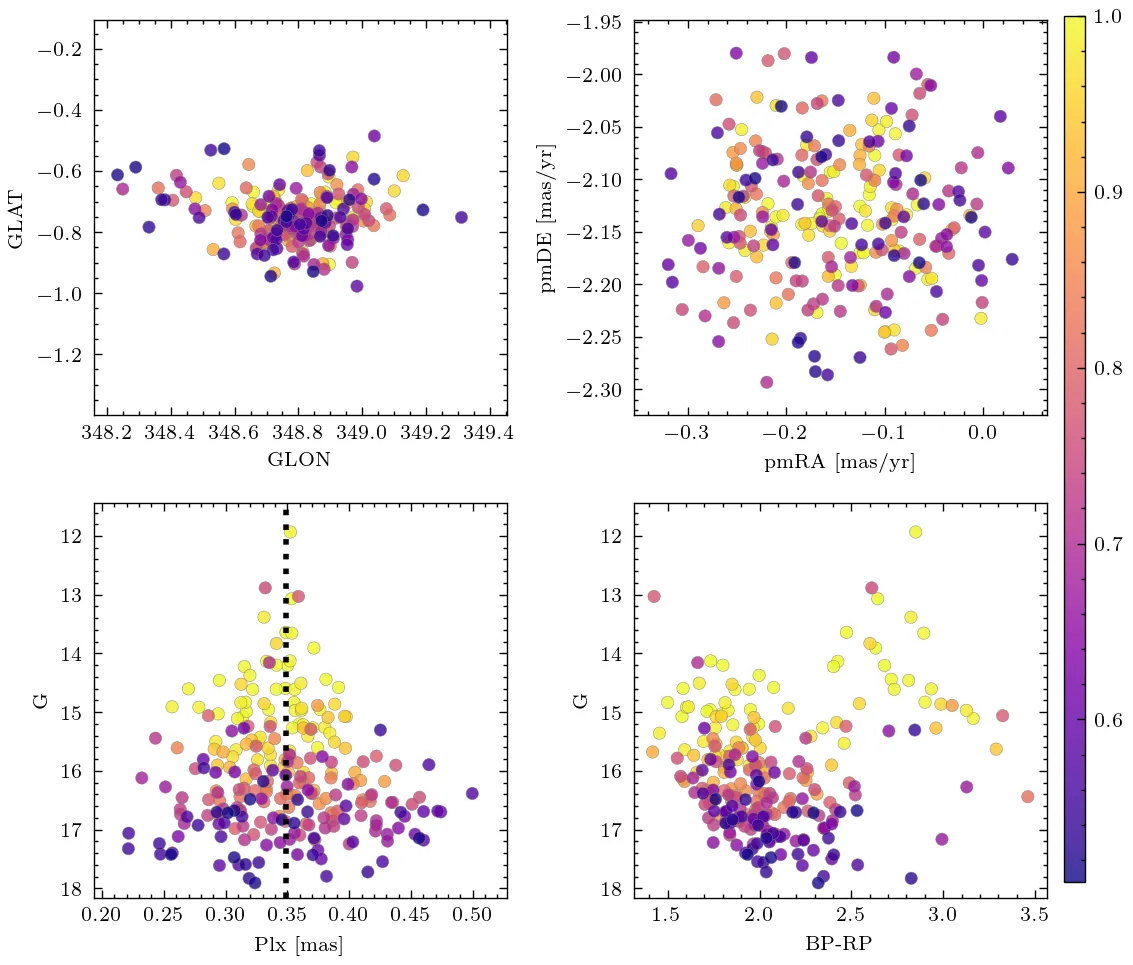 −0.2
−0.4
−0.6
−0.8
−1.0
−1.2
GLAT
348.2 348.4 348.6 348.8 349.0 349.2 349.4
GLON
−1.95
−2.00
−2.05
−2.10
−2.15
−2.20
−2.25
−2.30
pmDE [mas/yr]
−0.3 −0.2 −0.1 0.0
pmRA [mas/yr]
12
13
14
15
16
17
18
G
0.20 0.25 0.30 0.35 0.40 0.45 0.50
Plx [mas]
12
13
14
15
16
17
18
G
1.5 2.0 2.5 3.0 3.5
BP-RP
1.0
0.9
0.8
0.7
0.6